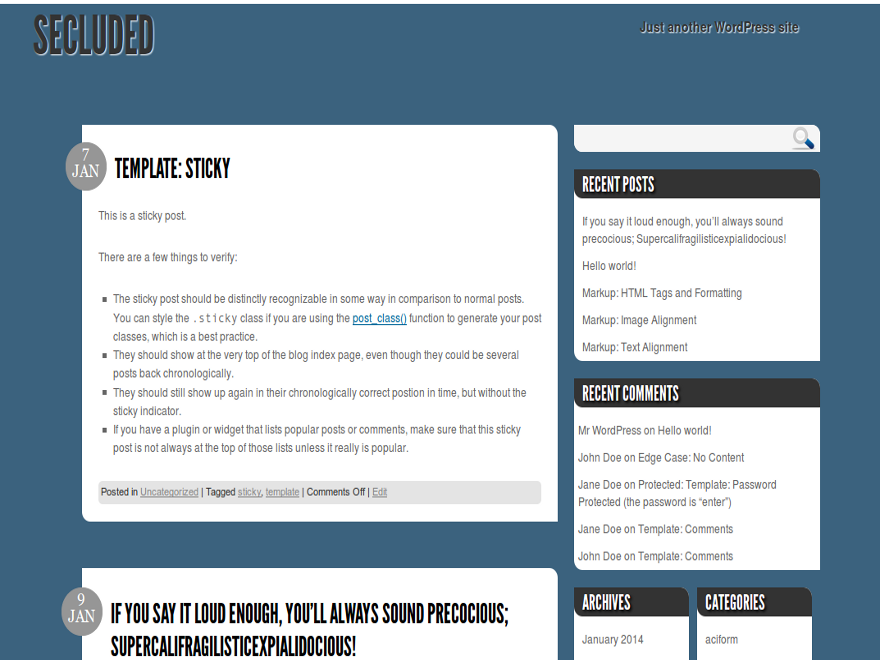 SECLUDED
Just another WordPress site
7
JAN
TEMPLATE: STICKY
This is a sticky post.
There are a few things to verify:
The sticky post should be distinctly recognizable in some way in comparison to normal posts.
You can style the .sticky class if you are using the post_class() function to generate your post
classes, which is a best practice.
They should show at the very top of the blog index page, even though they could be several
posts back chronologically.
They should still show up again in their chronologically correct postion in time, but without the
sticky indicator.
If you have a plugin or widget that lists popular posts or comments, make sure that this sticky
post is not always at the top of those lists unless it really is popular.
Posted in Uncategorized | Tagged sticky, template | Comments Off | Edit
9
JAN
IF YOU SAY IT LOUD ENOUGH, YOU'LL ALWAYS SOUND PRECOCIOUS;
SUPERCALIFRAGILISTICEXPIALIDOCIOUS!
RECENT POSTS
If you say it loud enough, you'll always sound
precocious; Supercalifragilisticexpialidocious!
Hello world!
Markup: HTML Tags and Formatting
Markup: Image Alignment
Markup: Text Alignment
RECENT COMMENTS
Mr WordPress on Hello world!
John Doe on Edge Case: No Content
Jane Doe on Protected: Template: Password
Protected (the password is “enter”)
Jane Doe on Template: Comments
John Doe on Template: Comments
ARCHIVES
January 2014
CATEGORIES
aciform